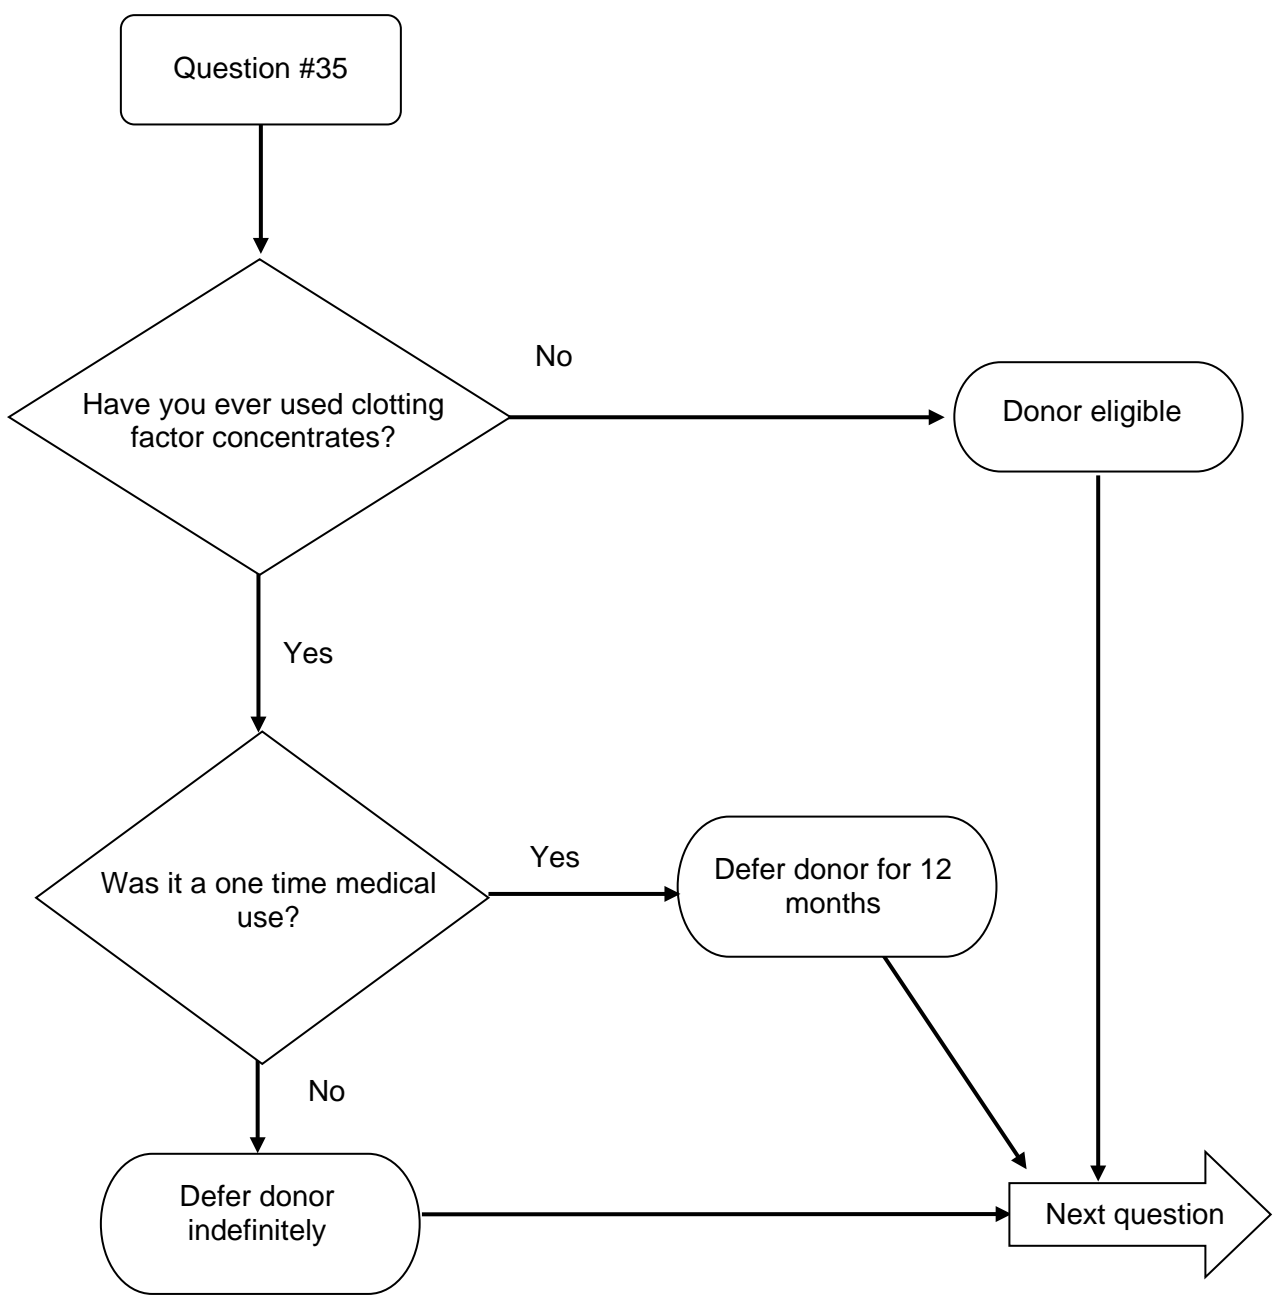 Question #35
No
Have you ever used clotting
factor concentrates?
Donor eligible
Yes
Was it a one time medical
use?
Yes
Defer donor for 12
months
No
Defer donor
indefinitely
Next question